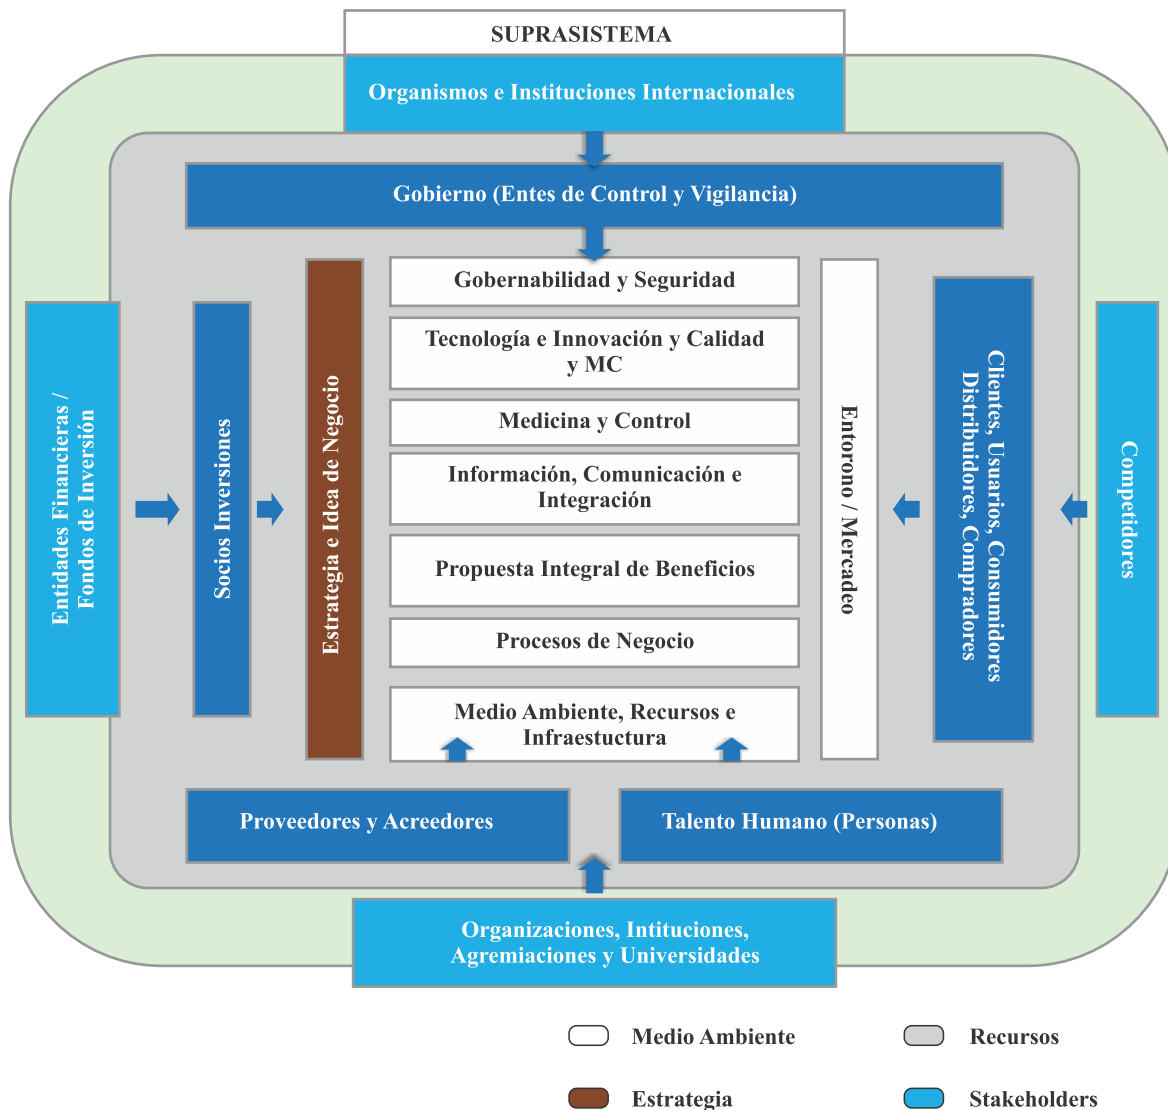 SUPRASISTEMA
Organismos e Instituciones Internacionales
Gobierno (Entes de Control y Vigilancia)
Entidades Financieras /
Fondos de Inversión
Socios Inversiones
Estrategia e Idea de Negocio
Gobernabilidad y Seguridad
Tecnología e Innovación y Calidad
y MC
Medicina y Control
Información, Comunicación e
Integración
Propuesta Integral de Beneficios
Procesos de Negocio
Medio Ambiente, Recursos e
Infraestuctura
Entorono / Mercadeo
Clientes, Usuarios, Consumidores
Distribuidores, Compradores
Competidores
Proveedores y Acreedores
Talento Humano (Personas)
Organizaciones, Intituciones,
Agremiaciones y Universidades
Medio Ambiente
Recursos
Estrategia
Stakeholders